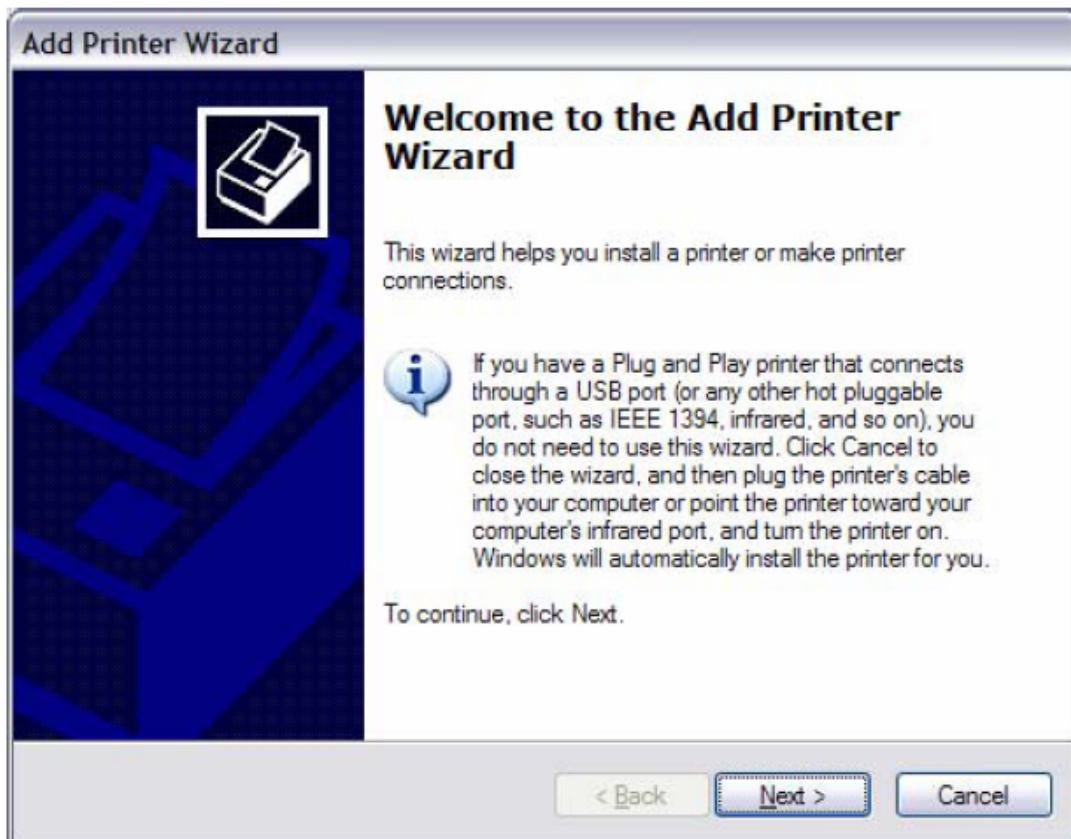 Add Printer Wizard
Welcome to the Add Printer
Wizard
This wizard helps you install a printer or make printer
connections.
If you have a Plug and Play printer that connects
through a USB port (or any other hot pluggable
port, such as IEEE 1394, infrared, and so on), you
do not need to use this wizard. Click Cancel to
close the wizard, and then plug the printer's cable
into your computer or point the printer toward your
computer's infrared port, and turn the printer on.
Windows will automatically install the printer for you.
To continue, click Next.
< Back
Next >
Cancel